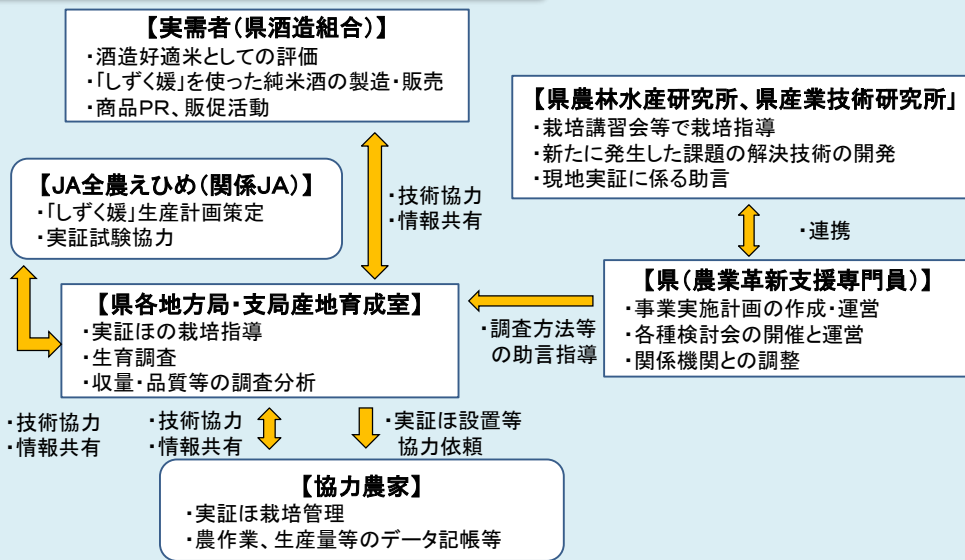 【実需者(県酒造組合)】
・酒造好適米としての評価
・「しずく媛」を使った純米酒の製造・販売
・商品PR、販促活動
【県農林水産研究所、県産業技術研究所」
・栽培講習会等で栽培指導
・新たに発生した課題の解決技術の開発
・現地実証に係る助言
【JA全農えひめ(関係JA)】
・「しずく媛」生産計画策定
・実証試験協力
・技術協力
・情報共有
・連携
【県各地方局・支局産地育成室】
・実証ほの栽培指導
・生育調査
・収量・品質等の調査分析
・調査方法等
の助言指導
【県(農業革新支援専門員)】
・事業実施計画の作成・運営
・各種検討会の開催と運営
・関係機関との調整
・技術協力
・情報共有
・技術協力
・情報共有
・実証ほ設置等
協力依頼
【協力農家】
・実証ほ栽培管理
・農作業、生産量等のデータ記帳等